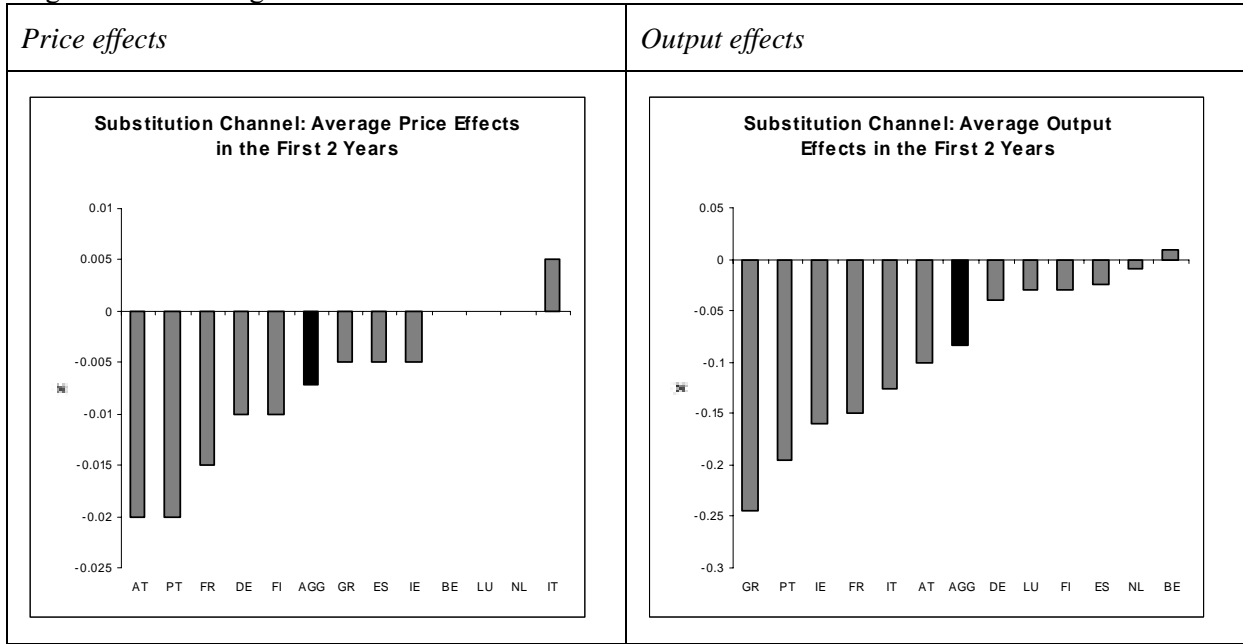 Price effects
Output effects
Substitution Channel: Average Price Effects
in the First 2 Years
0.01
0.005
0
-0.005
-0.01
-0.015
-0.02
-0.025
AT PT FR DE FI AGG GR ES IE BE LU NL IT
Substitution Channel: Average Output
Effects in the First 2 Years
0.05
0
-0.05
-0.1
-0.15
-0.2
-0.25
-0.3
GR PT IE FR IT AT AGG DE LU FI ES NL BE